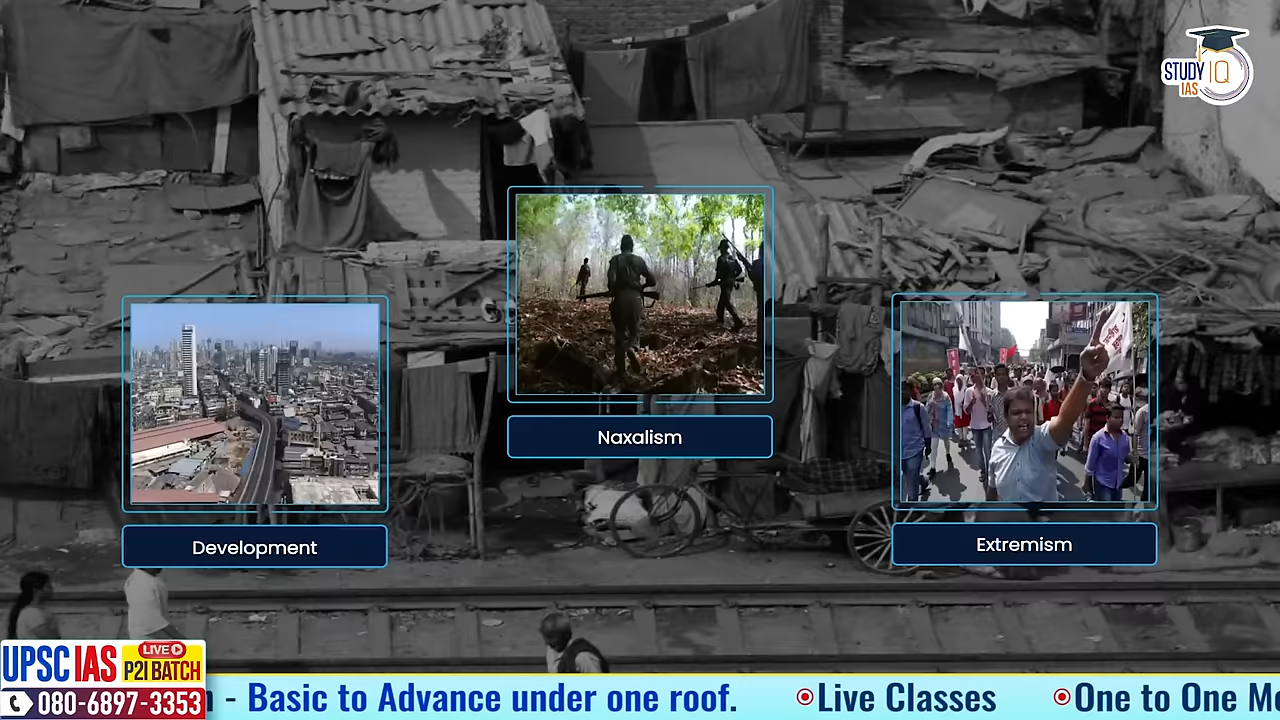 STUDY IQ
IAS
Naxalism
Development
Extremism
UPSC IAS
LIVE
P2I BATCH
080-6897-3353
- Basic to Advance under one roof.
Live Classes
One to One